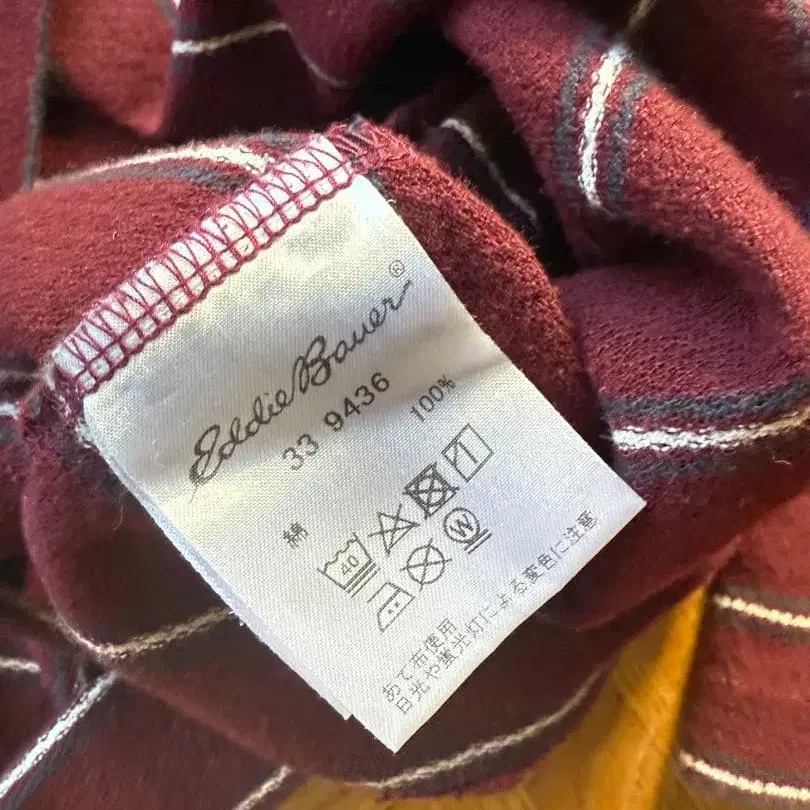 Eddie Bauer®
33 9436
綿 100%
40
W
あて布使用
日光や蛍光灯による変色に注意